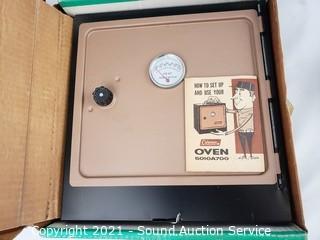 HOW TO SET UP
AND USE YOUR
Coleman
OVEN
5010A700
Copyright 2021 - Sound Auction Service